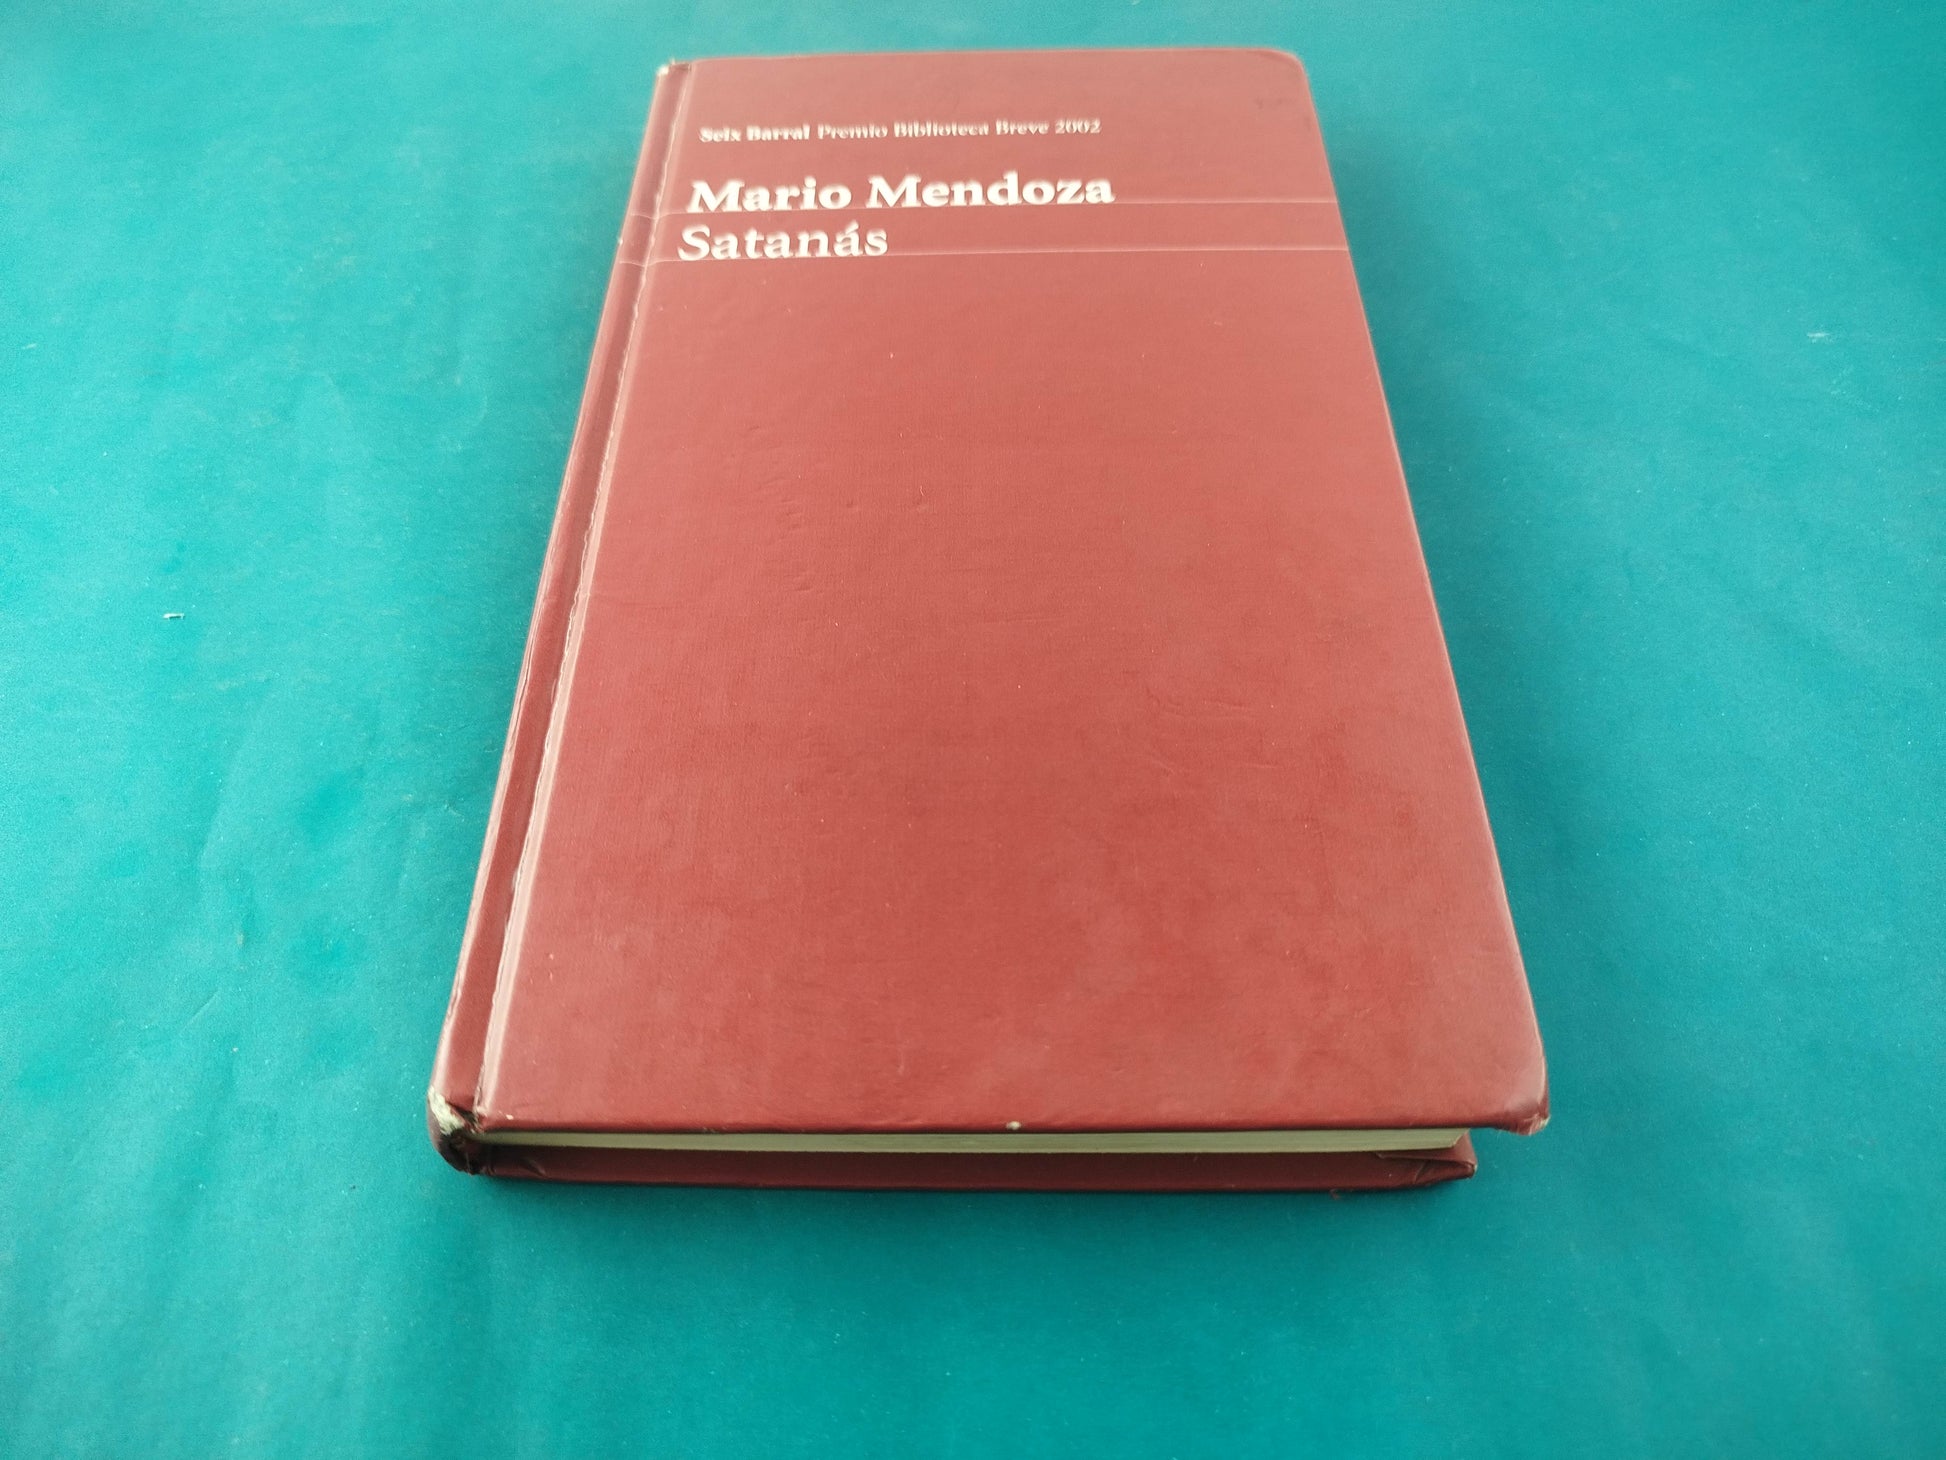 Seix Barral Premio Biblioteca Breve 2002
Mario Mendoza
Satanás